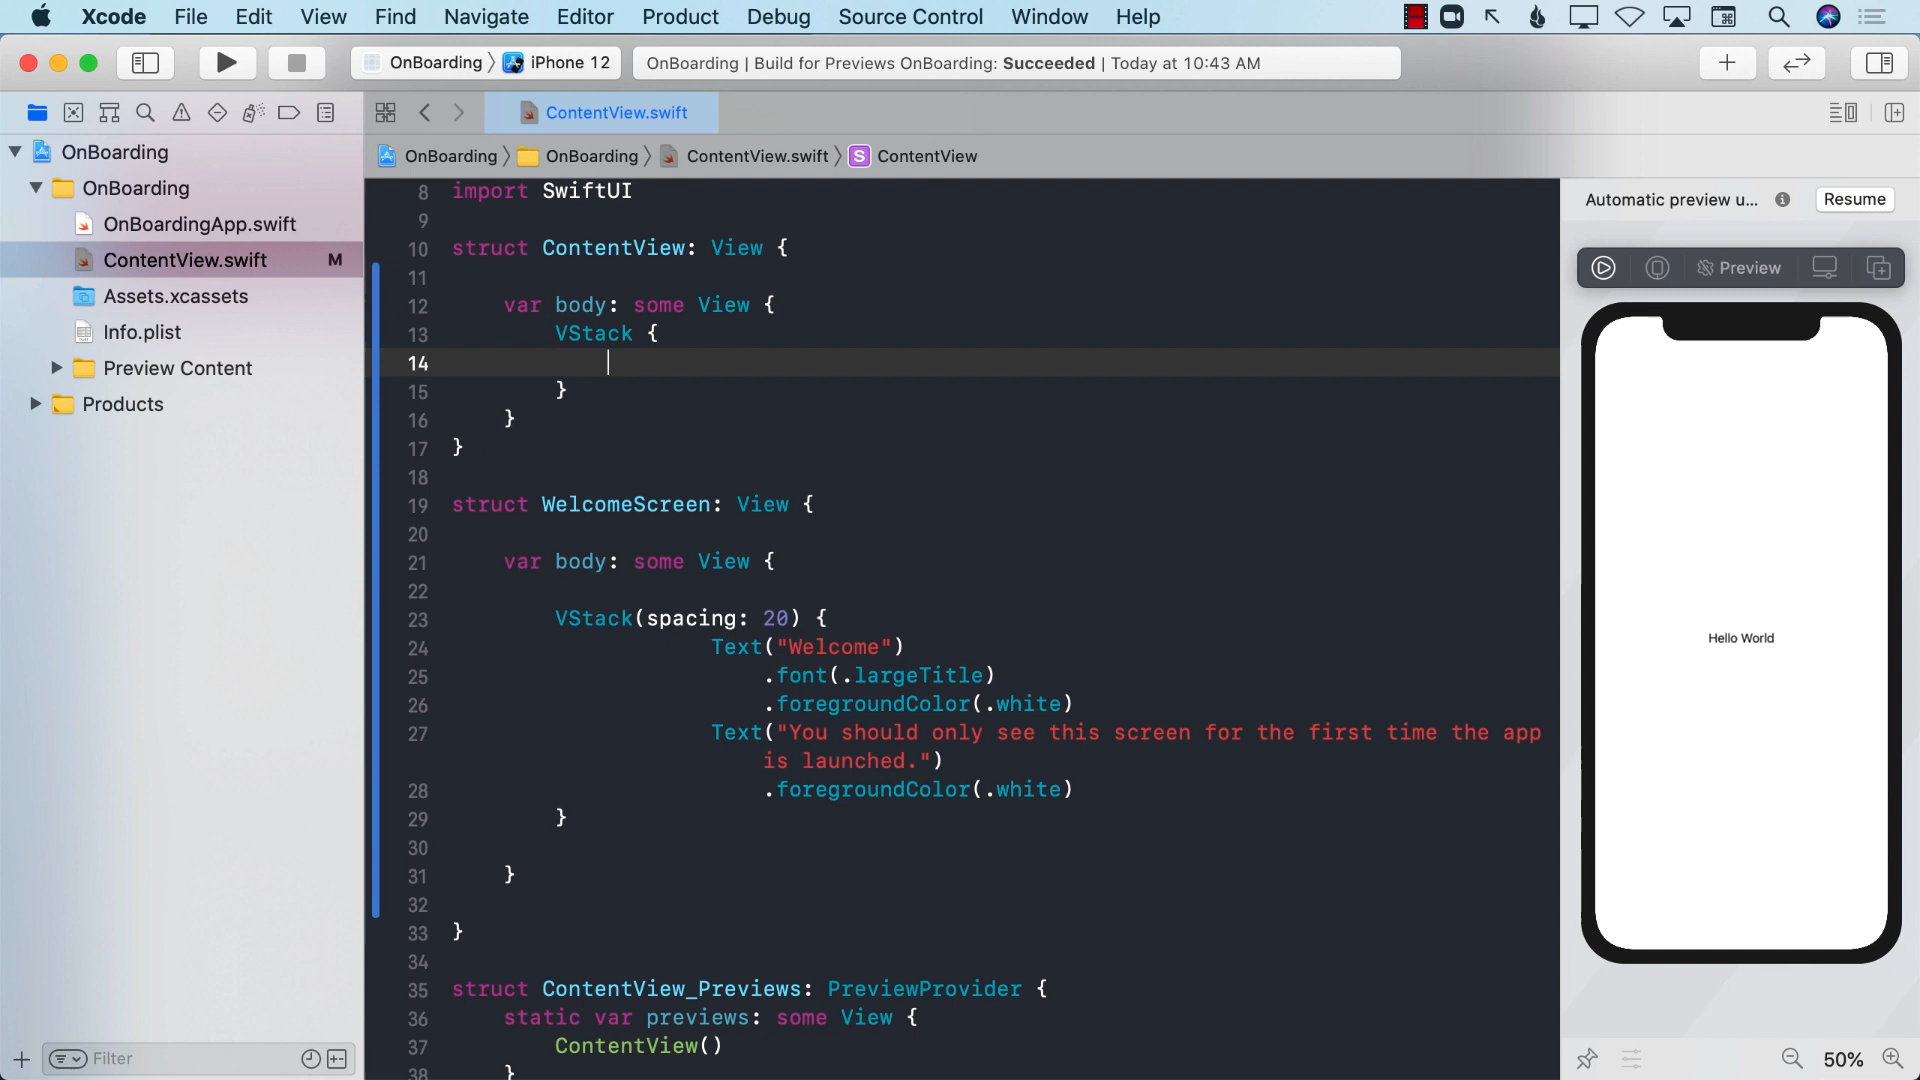 Xcode File Edit View Find Navigate Editor Product Debug Source Control Window Help
OnBoarding iPhone 12 OnBoarding | Build for Previews OnBoarding: Succeeded | Today at 10:43 AM
ContentView.swift
OnBoarding OnBoarding ContentView.swift S ContentView
OnBoarding
OnBoarding
OnBoardingApp.swift
ContentView.swift M
Assets.xcassets
Info.plist
Preview Content
Products
Filter
8 import SwiftUI
9
10 struct ContentView: View {
11
12 var body: some View {
13 VStack {
14
15 }
16 }
17 }
18
19 struct WelcomeScreen: View {
20
21 var body: some View {
22
23 VStack(spacing: 20) {
24 Text("Welcome")
25 .font(.largeTitle)
26 .foregroundColor(.white)
27 Text("You should only see this screen for the first time the app
is launched.")
28 .foregroundColor(.white)
29 }
30
31 }
32
33 }
34
35 struct ContentView_Previews: PreviewProvider {
36 static var previews: some View {
37 ContentView()
38 }
Automatic preview u... Resume
Preview
Hello World
50%